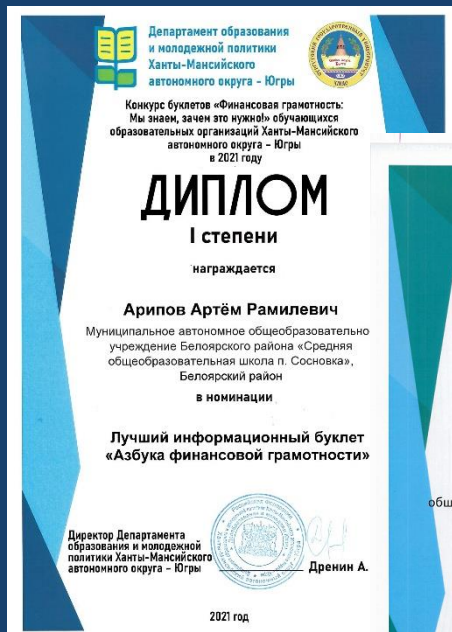 Департамент образования
и молодежной политики
Ханты-Мансийского
автономного округа – Югры
Конкурс буклетов «Финансовая грамотность:
Мы знаем, зачем это нужно!» обучающихся
образовательных организаций Ханты-Мансийского
автономного округа – Югры
в 2021 году
ДИПЛОМ
I степени
награждается
Арипов Артём Рамилевич
Муниципальное автономное общеобразовательно
учреждение Белоярского района «Средняя
общеобразовательная школа п. Сосновка»,
Белоярский район
в номинации
Лучший информационный буклет
«Азбука финансовой грамотности»
Директор Департамента
образования и молодежной
политики Ханты-Мансийского
автономного округа – Югры
Дренин А.
2021 год
общ